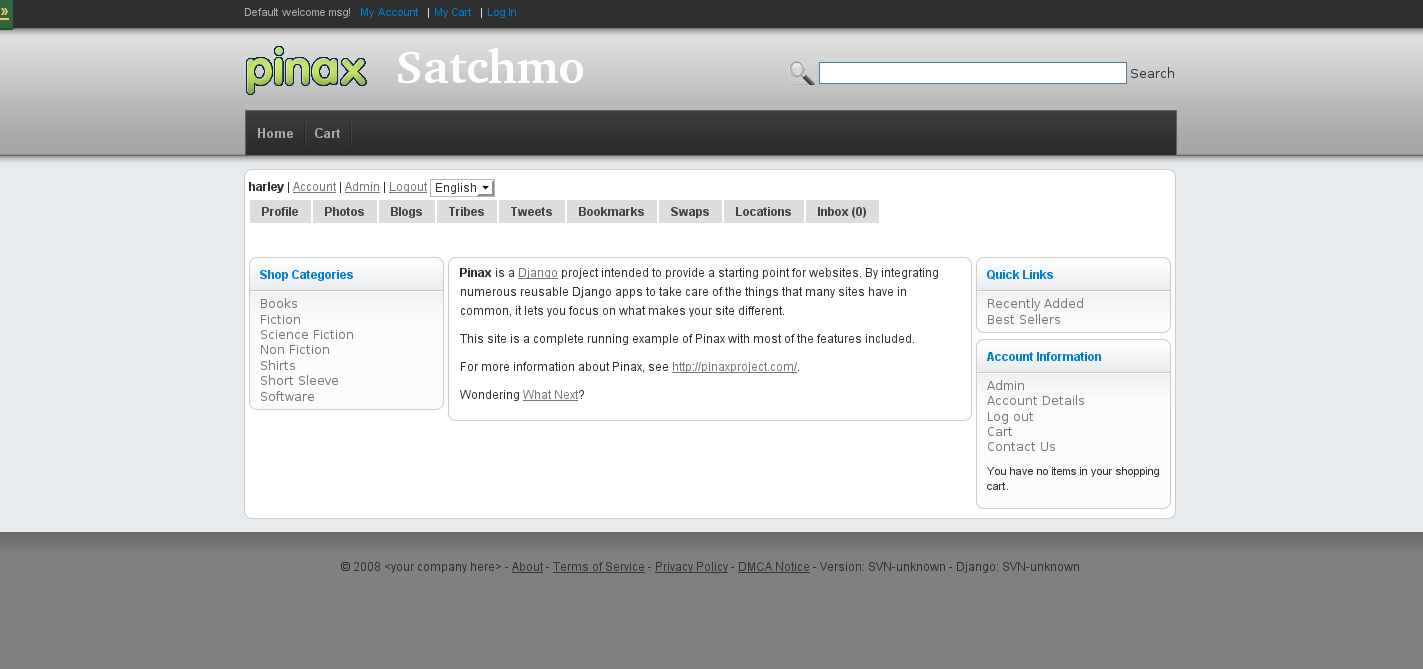 »
Default welcome msg! My Account | My Cart | Log In
pinax Satchmo
Search
Home Cart
harley | Account | Admin | Logout English
Profile Photos Blogs Tribes Tweets Bookmarks Swaps Locations Inbox (0)
Shop Categories
Books
Fiction
Science Fiction
Non Fiction
Shirts
Short Sleeve
Software
Pinax is a Django project intended to provide a starting point for websites. By integrating
numerous reusable Django apps to take care of the things that many sites have in
common, it lets you focus on what makes your site different.
This site is a complete running example of Pinax with most of the features included.
For more information about Pinax, see http://pinaxproject.com/.
Wondering What Next?
Quick Links
Recently Added
Best Sellers
Account Information
Admin
Account Details
Log out
Cart
Contact Us
You have no items in your shopping
cart.
© 2008 <your company here> - About - Terms of Service - Privacy Policy - DMCA Notice - Version: SVN-unknown - Django: SVN-unknown